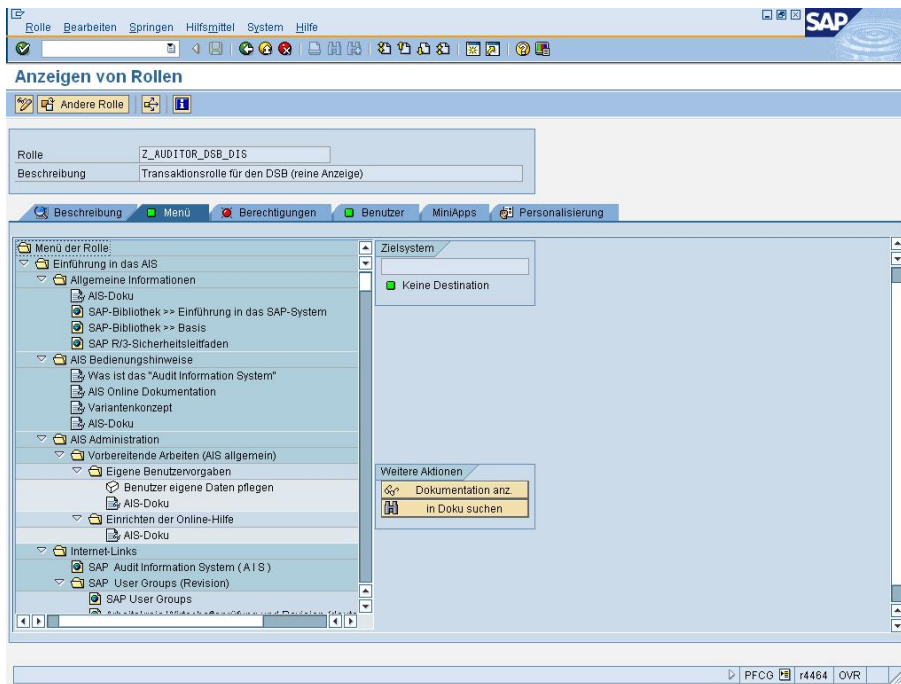 Rolle Bearbeiten Springen Hilfsmittel System Hilfe
SAP
Anzeigen von Rollen
Andere Rolle
Rolle Z_AUDITOR_DSB_DIS
Beschreibung Transaktionsrolle für den DSB (reine Anzeige)
Beschreibung Menü Berechtigungen Benutzer MiniApps Personalisierung
Menü der Rolle
Einführung in das AIS
Allgemeine Informationen
AIS-Doku
SAP-Bibliothek >> Einführung in das SAP-System
SAP-Bibliothek >> Basis
SAP R/3-Sicherheitsleitfaden
AIS Bedienungshinweise
Was ist das "Audit Information System"
AIS Online Dokumentation
Variantenkonzept
AIS-Doku
AIS Administration
Vorbereitende Arbeiten (AIS allgemein)
Eigene Benutzervorgaben
Benutzer eigene Daten pflegen
AIS-Doku
Einrichten der Online-Hilfe
AIS-Doku
Internet-Links
SAP Audit Information System ( A I S )
SAP User Groups (Revision)
SAP User Groups
Zielsystem
Keine Destination
Weitere Aktionen
Dokumentation anz.
in Doku suchen
PFCG r4464 OVR